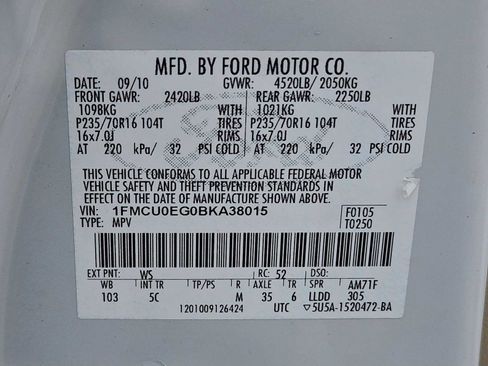 MFD. BY FORD MOTOR CO.
DATE: 09/10 GVWR: 4520LB/ 2050KG
FRONT GAWR: 2420LB REAR GAWR: 2250LB
1098KG WITH 1021KG WITH
P235/70R16 104T TIRES P235/70R16 104T TIRES
16x7.0J RIMS 16x7.0J RIMS
AT 220 kPa/ 32 PSI COLD AT 220 kPa/ 32 PSI COLD
THIS VEHICLE CONFORMS TO ALL APPLICABLE FEDERAL MOTOR
VEHICLE SAFETY AND THEFT PREVENTION STANDARDS IN
EFFECT ON THE DATE OF MANUFACTURE SHOWN ABOVE.
VIN: 1FMCU0EG0BKA38015 F0105
TYPE: MPV T0250
EXT PNT: WS RC: 52 DSO:
WB INT TR TP/PS R AXLE TR SPR AM71F
103 5C M 35 6 LLDD 305
1201009126424 UTC ▽5U5A-1520472-BA